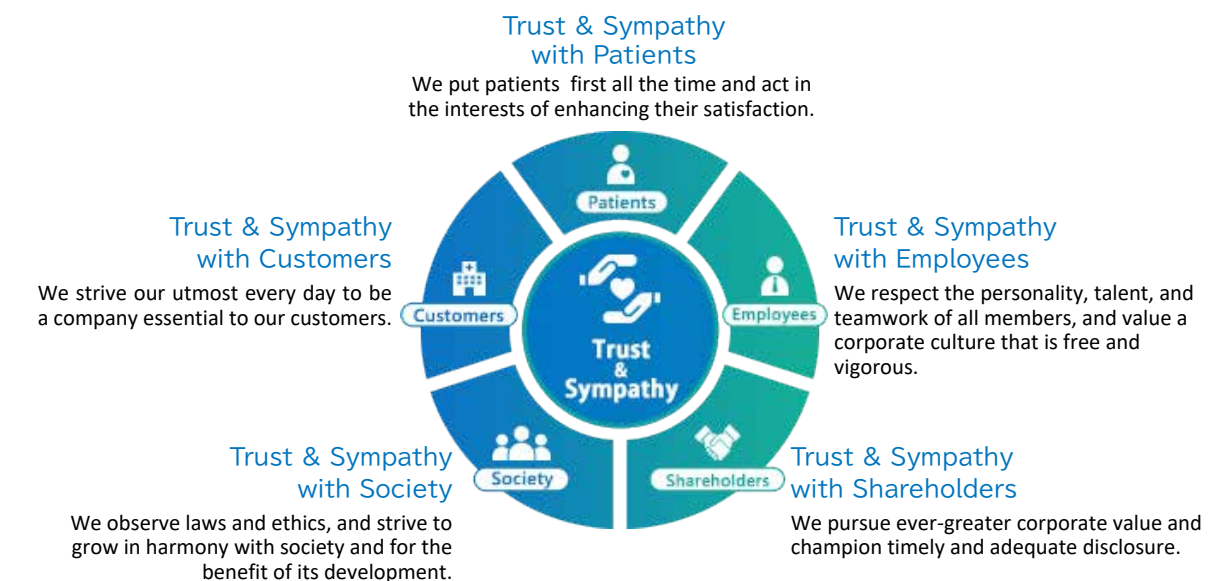 Trust & Sympathy
with Patients
We put patients first all the time and act in
the interests of enhancing their satisfaction.
Patients
Trust & Sympathy
with Customers
We strive our utmost every day to be
a company essential to our customers.
Customers
Trust & Sympathy
with Employees
We respect the personality, talent, and
teamwork of all members, and value a
corporate culture that is free and
vigorous.
Employees
Trust
&
Sympathy
Trust & Sympathy
with Society
We observe laws and ethics, and strive to
grow in harmony with society and for the
benefit of its development.
Society
Shareholders
Trust & Sympathy
with Shareholders
We pursue ever-greater corporate value and
champion timely and adequate disclosure.